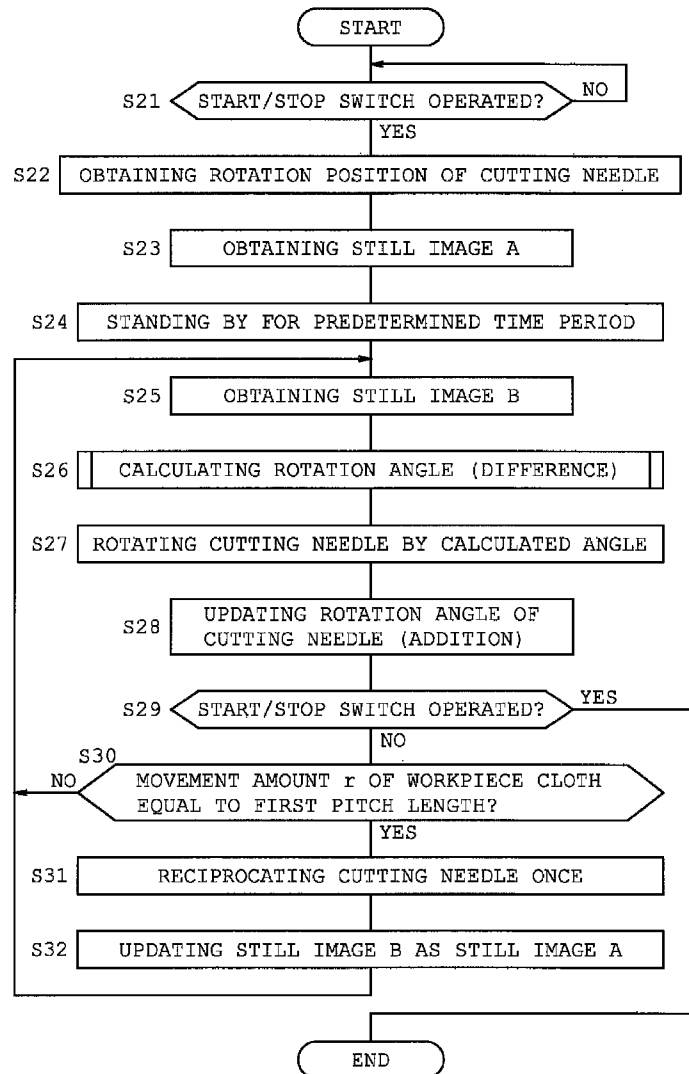 START
S21 START/STOP SWITCH OPERATED? NO
YES
S22 OBTAINING ROTATION POSITION OF CUTTING NEEDLE
S23 OBTAINING STILL IMAGE A
S24 STANDING BY FOR PREDETERMINED TIME PERIOD
S25 OBTAINING STILL IMAGE B
S26 CALCULATING ROTATION ANGLE (DIFFERENCE)
S27 ROTATING CUTTING NEEDLE BY CALCULATED ANGLE
S28 UPDATING ROTATION ANGLE OF
CUTTING NEEDLE (ADDITION)
S29 START/STOP SWITCH OPERATED? YES
NO
S30
NO MOVEMENT AMOUNT r OF WORKPIECE CLOTH
EQUAL TO FIRST PITCH LENGTH?
YES
S31 RECIPROCATING CUTTING NEEDLE ONCE
S32 UPDATING STILL IMAGE B AS STILL IMAGE A
END